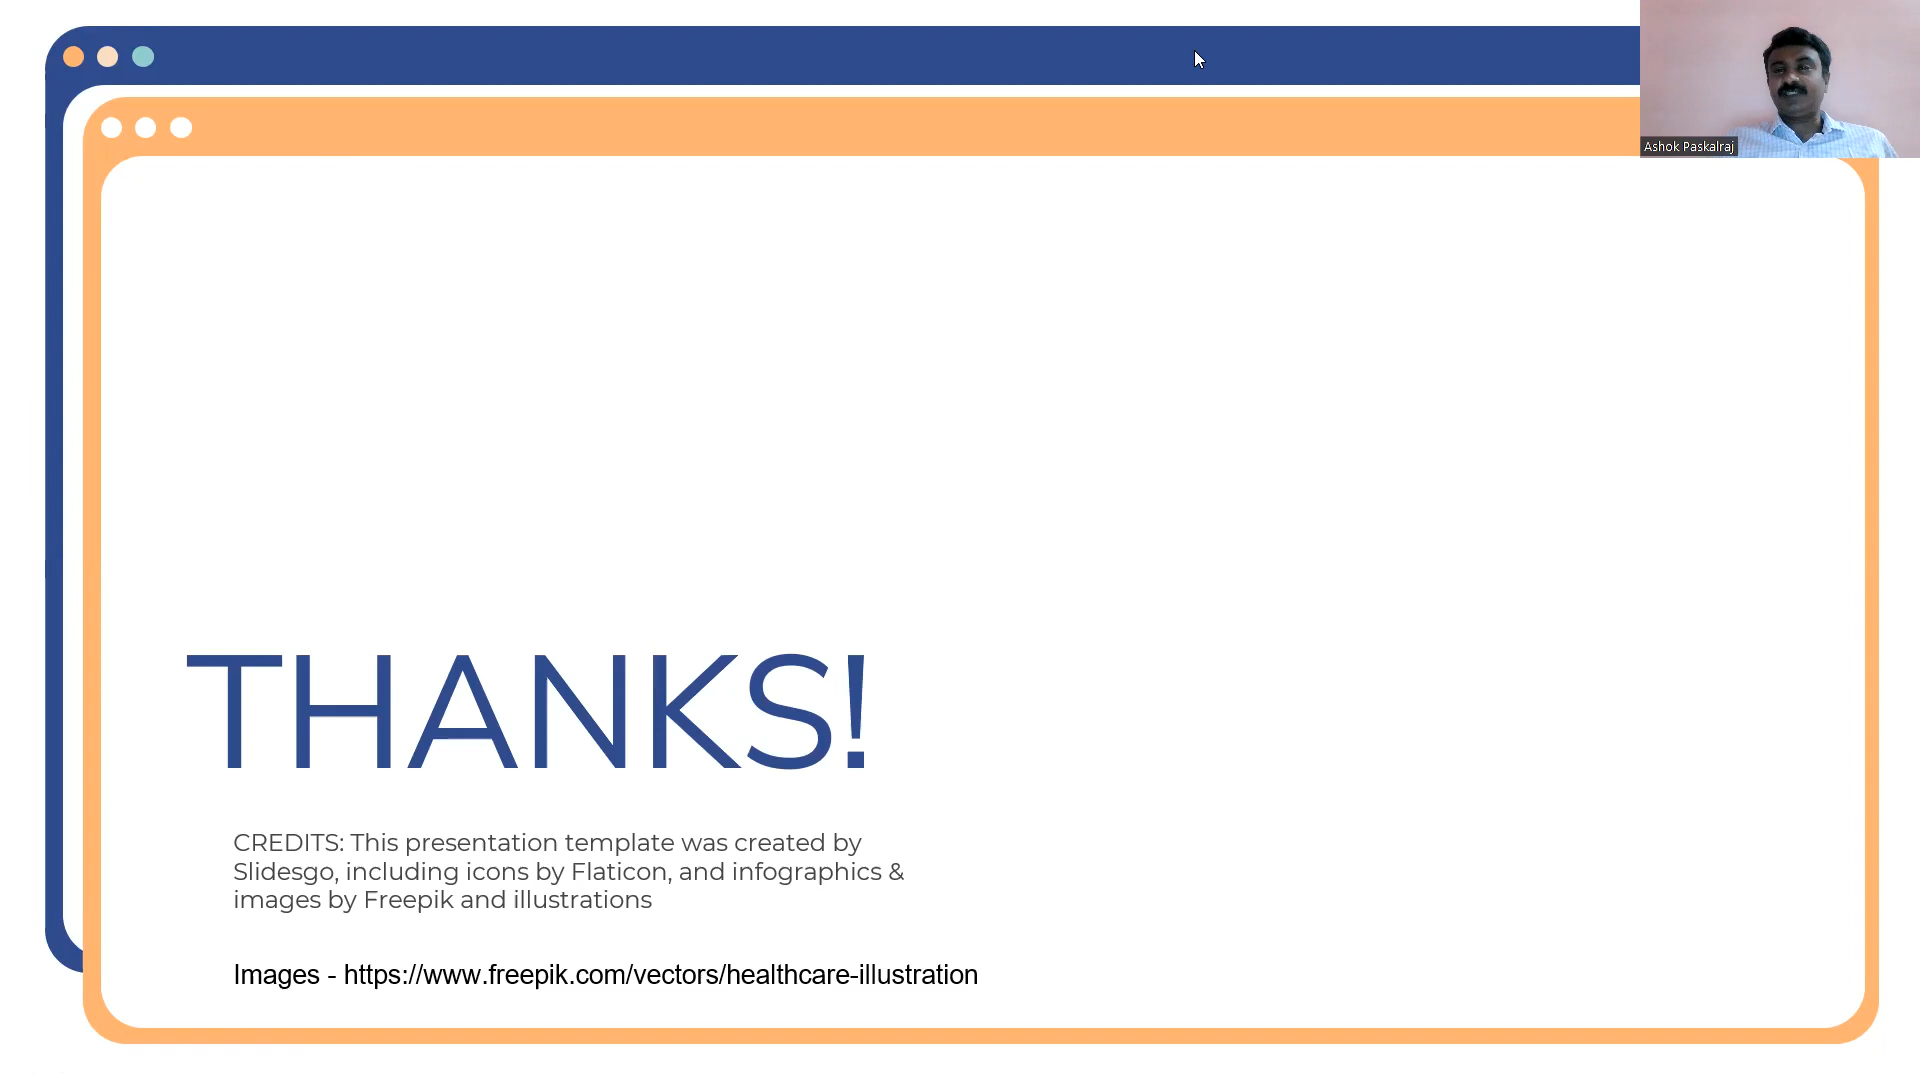 Ashok Paskalraj
THANKS!
CREDITS: This presentation template was created by
Slidesgo, including icons by Flaticon, and infographics &
images by Freepik and illustrations
Images - https://www.freepik.com/vectors/healthcare-illustration